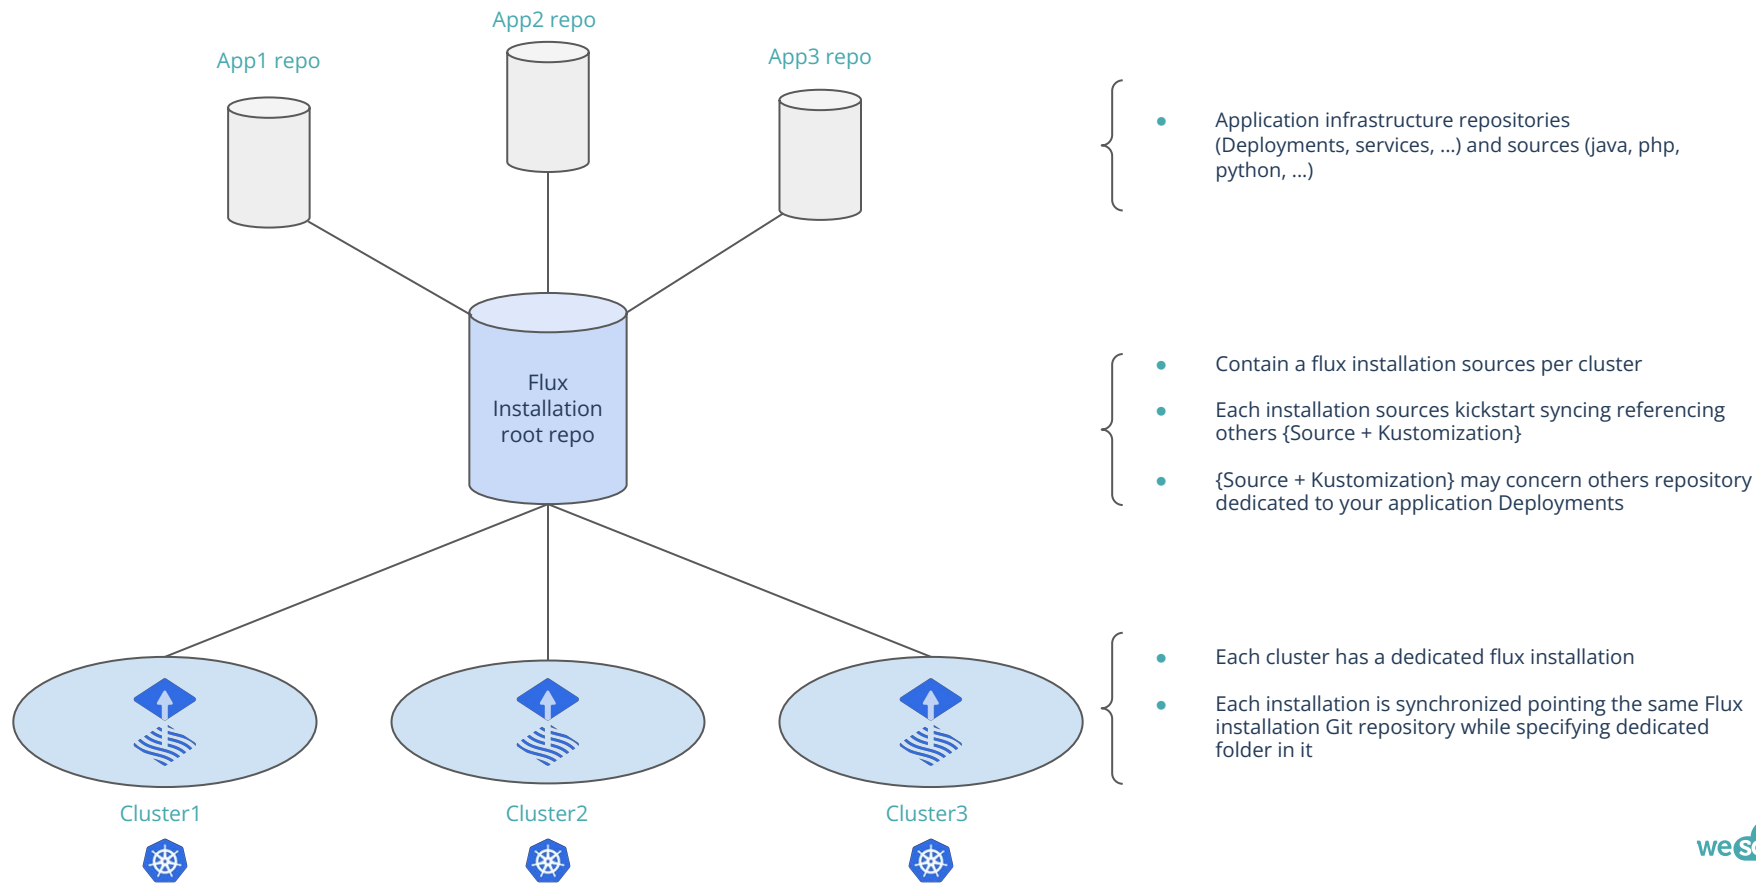 App2 repo
App1 repo
App3 repo
Application infrastructure repositories
(Deployments, services, ...) and sources (java, php,
python, ...)
Flux
Installation
root repo
Contain a flux installation sources per cluster
Each installation sources kickstart syncing referencing
others {Source + Kustomization}
{Source + Kustomization} may concern others repository
dedicated to your application Deployments
Each cluster has a dedicated flux installation
Each installation is synchronized pointing the same Flux
installation Git repository while specifying dedicated
folder in it
Cluster1
Cluster2
Cluster3
we